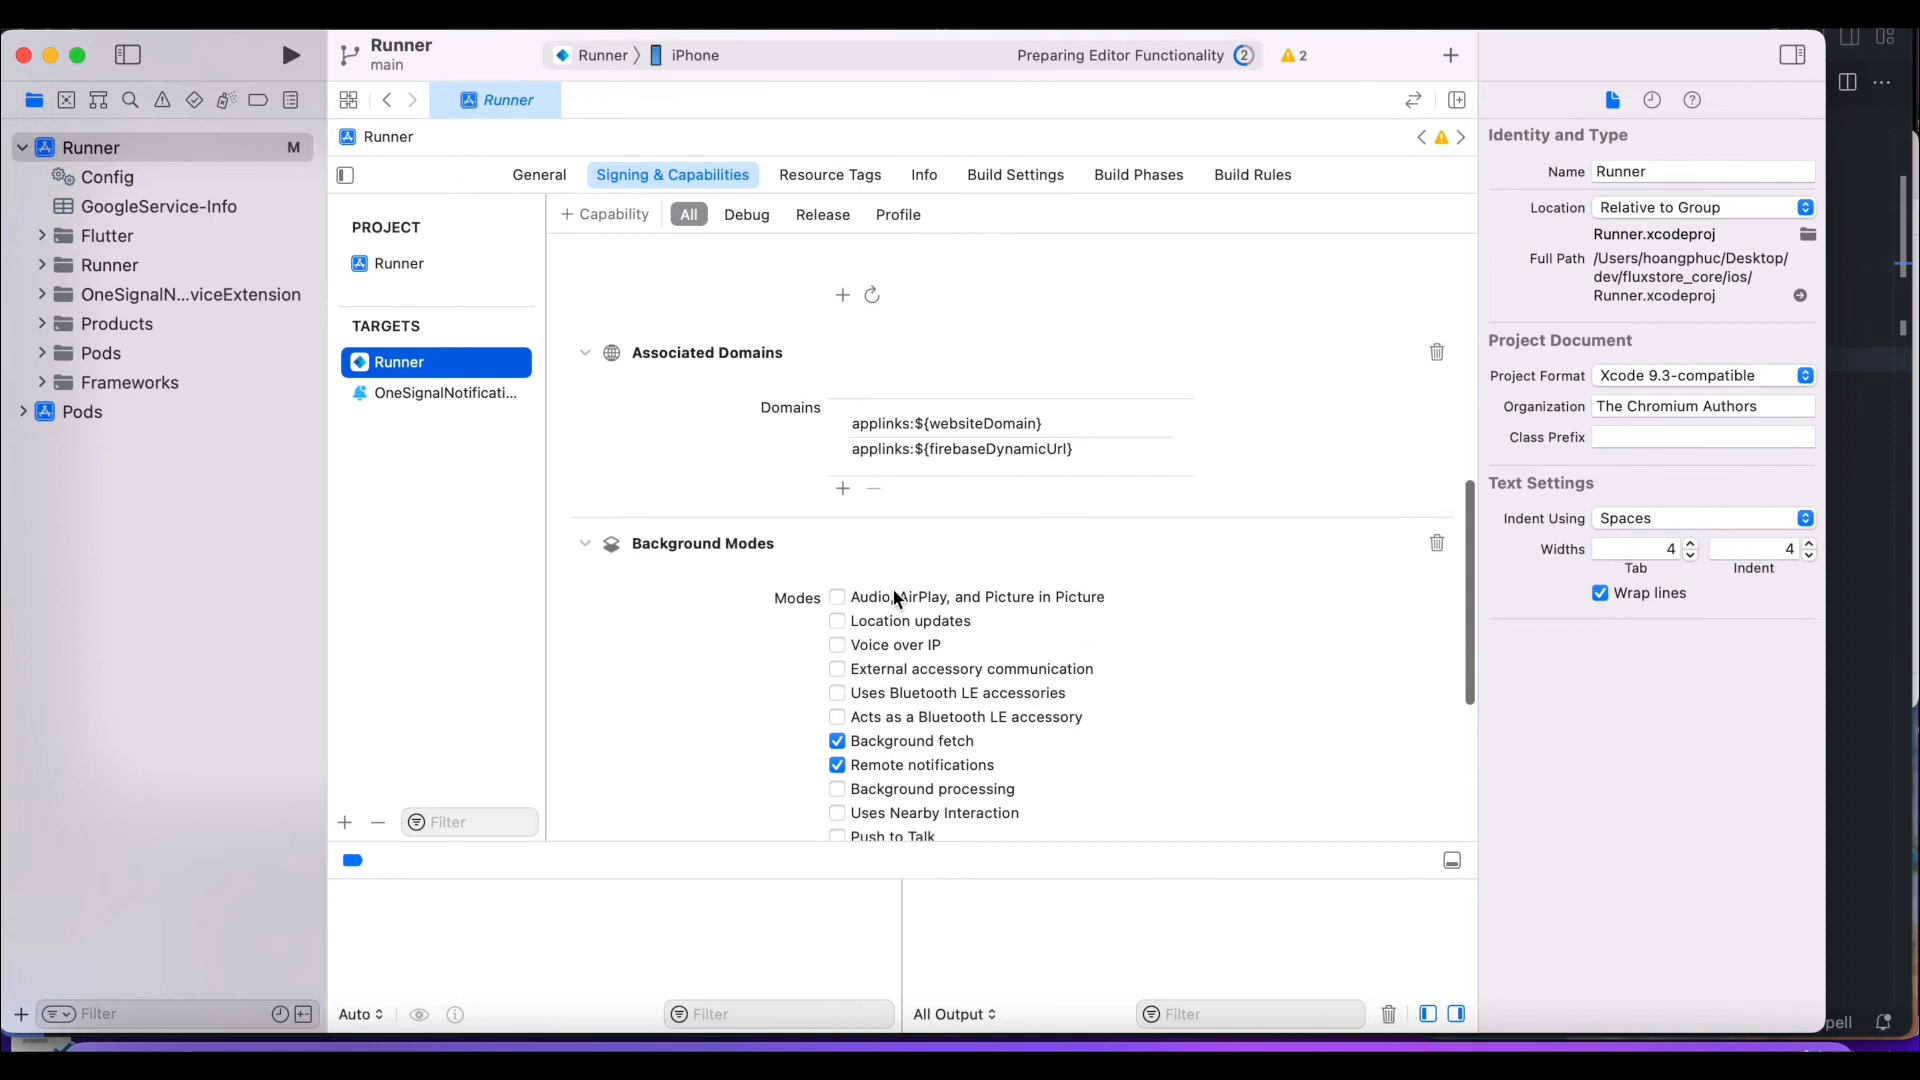 Runner
main
Runner
iPhone
Preparing Editor Functionality
2
2
Runner
Runner
M
Config
GoogleService-Info
Flutter
Runner
OneSignalN...viceExtension
Products
Pods
Frameworks
Pods
Filter
Runner
General
Signing & Capabilities
Resource Tags
Info
Build Settings
Build Phases
Build Rules
PROJECT
Runner
TARGETS
Runner
OneSignalNotificati...
Filter
+ Capability
All
Debug
Release
Profile
Associated Domains
Domains
applinks:${websiteDomain}
applinks:${firebaseDynamicUrl}
Background Modes
Modes
Audio, AirPlay, and Picture in Picture
Location updates
Voice over IP
External accessory communication
Uses Bluetooth LE accessories
Acts as a Bluetooth LE accessory
Background fetch
Remote notifications
Background processing
Uses Nearby Interaction
Push to Talk
Auto
Filter
All Output
Filter
Identity and Type
Name Runner
Location Relative to Group
Runner.xcodeproj
Full Path /Users/hoangphuc/Desktop/
dev/fluxstore_core/ios/
Runner.xcodeproj
Project Document
Project Format Xcode 9.3-compatible
Organization The Chromium Authors
Class Prefix
Text Settings
Indent Using Spaces
Widths 4 4
Tab Indent
Wrap lines
pell